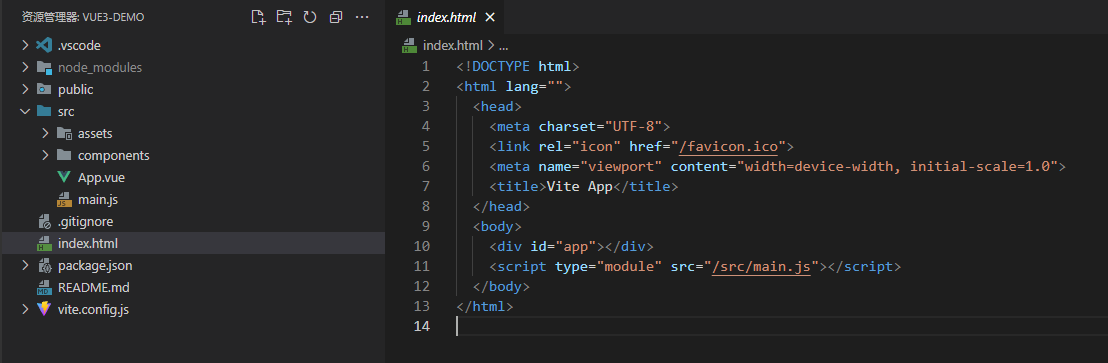 资源管理器: VUE3-DEMO
.vscode
node_modules
public
src
assets
components
App.vue
main.js
.gitignore
index.html
package.json
README.md
vite.config.js
index.html
index.html > ...
1 <!DOCTYPE html>
2 <html lang="">
3 <head>
4 <meta charset="UTF-8">
5 <link rel="icon" href="/favicon.ico">
6 <meta name="viewport" content="width=device-width, initial-scale=1.0">
7 <title>Vite App</title>
8 </head>
9 <body>
10 <div id="app"></div>
11 <script type="module" src="/src/main.js"></script>
12 </body>
13 </html>
14